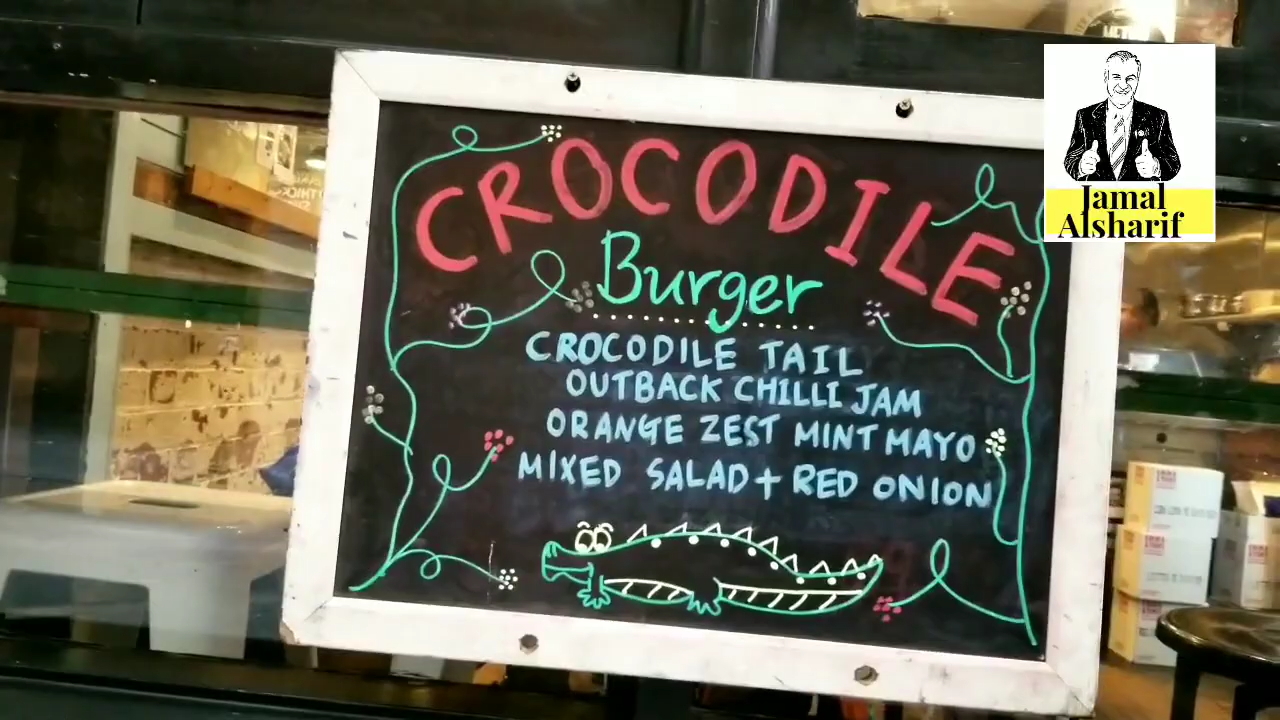 CROCODILE
Burger
CROCODILE TAIL
OUTBACK CHILLI JAM
ORANGE ZEST MINT MAYO
MIXED SALAD + RED ONION
Jamal
Alsharif